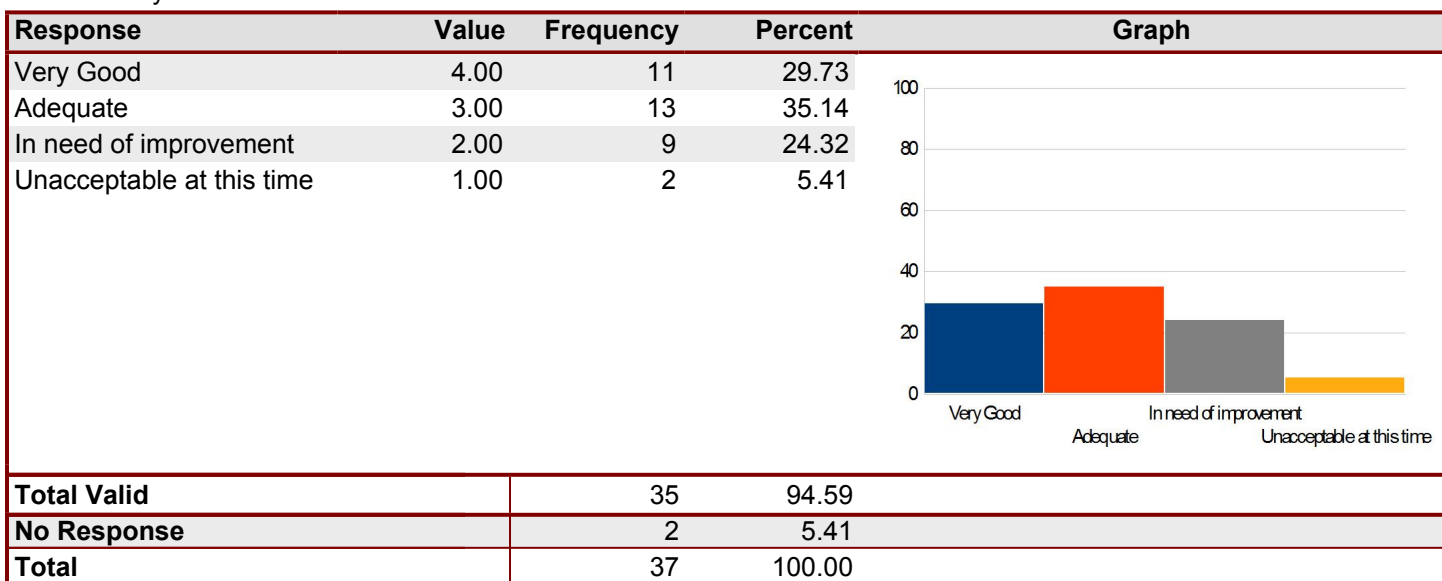 Response Value Frequency Percent Graph
Very Good 4.00 11 29.73
Adequate 3.00 13 35.14
In need of improvement 2.00 9 24.32
Unacceptable at this time 1.00 2 5.41
100
80
60
40
20
0
Very Good In need of improvement
Adequate Unacceptable at this time
Total Valid 35 94.59
No Response 2 5.41
Total 37 100.00